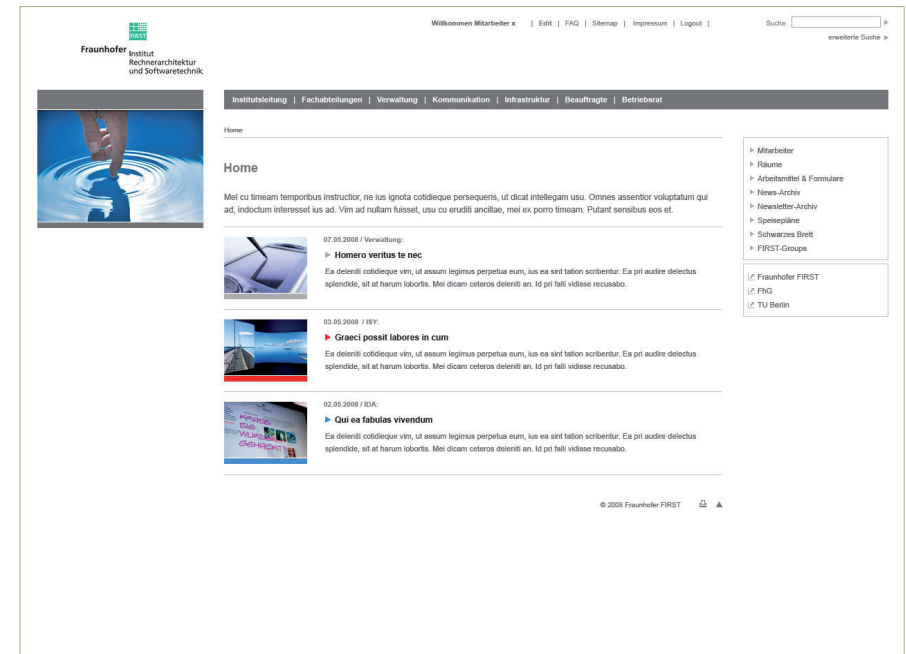 Willkommen Mitarbeiter x | Edit | FAQ | Sitemap | Impressum | Logout |
Suche
erweiterte Suche
FIRST
Fraunhofer Institut
Rechnerarchitektur
und Softwaretechnik
Institutsleitung | Fachabteilungen | Verwaltung | Kommunikation | Infrastruktur | Beauftragte | Betriebsrat
Home
Home
Mel cu timeam temporibus instructior, ne ius ignota cotidieque persequeris, ut dicat intellegam usu. Omnes assentior voluptatum qui
ad, indoctum interesset ius ad. Vim ad nullam fuisset, usu cu eruditi ancillae, mei ex porro timeam. Putant sensibus eos et.
07.05.2008 / Verwaltung:
Homero veritus te nec
Ea deleniti cotidieque vim, ut assum legimus perpetua eum, ius ea sint tation scribentur. Ea pri audire delectus
splendide, sit at harum lobortis. Mei dicam ceteros deleniti an. Id pri falli vidisse recusabo.
03.05.2008 / ISY:
Graeci possit labores in cum
Ea deleniti cotidieque vim, ut assum legimus perpetua eum, ius ea sint tation scribentur. Ea pri audire delectus
splendide, sit at harum lobortis. Mei dicam ceteros deleniti an. Id pri falli vidisse recusabo.
02.05.2008 / IDA:
Qui ea fabulas vivendum
Ea deleniti cotidieque vim, ut assum legimus perpetua eum, ius ea sint tation scribentur. Ea pri audire delectus
splendide, sit at harum lobortis. Mei dicam ceteros deleniti an. Id pri falli vidisse recusabo.
SIE
GEMACHT
© 2008 Fraunhofer FIRST
Mitarbeiter
Räume
Arbeitsmittel & Formulare
News-Archiv
Newsletter-Archiv
Speisepläne
Schwarzes Brett
FIRST-Groups
Fraunhofer FIRST
FhG
TU Berlin